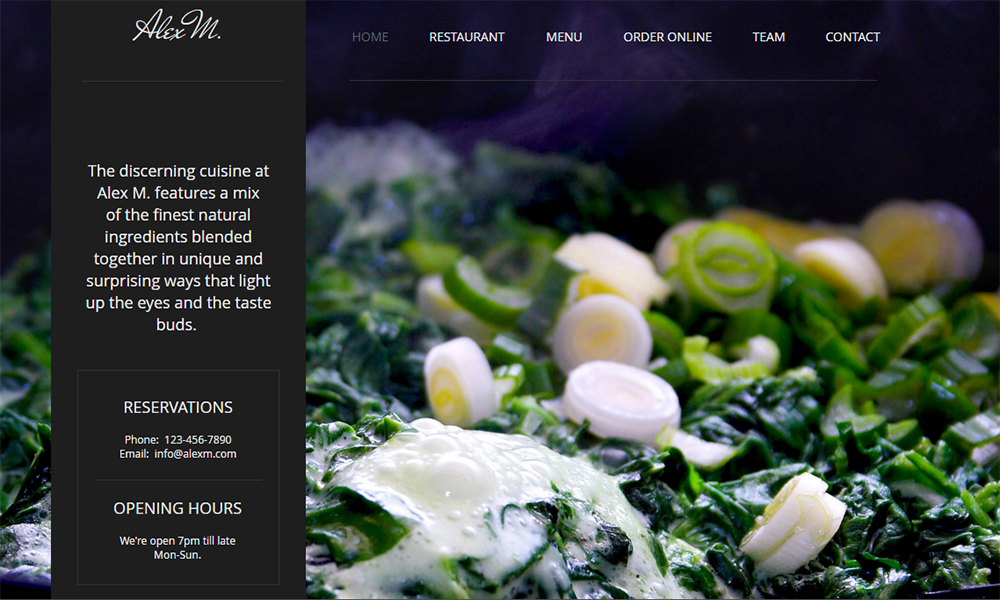 Alex M.
HOME RESTAURANT MENU ORDER ONLINE TEAM CONTACT
The discerning cuisine at
Alex M. features a mix
of the finest natural
ingredients blended
together in unique and
surprising ways that light
up the eyes and the taste
buds.
RESERVATIONS
Phone: 123-456-7890
Email: info@alexm.com
OPENING HOURS
We're open 7pm till late
Mon-Sun.